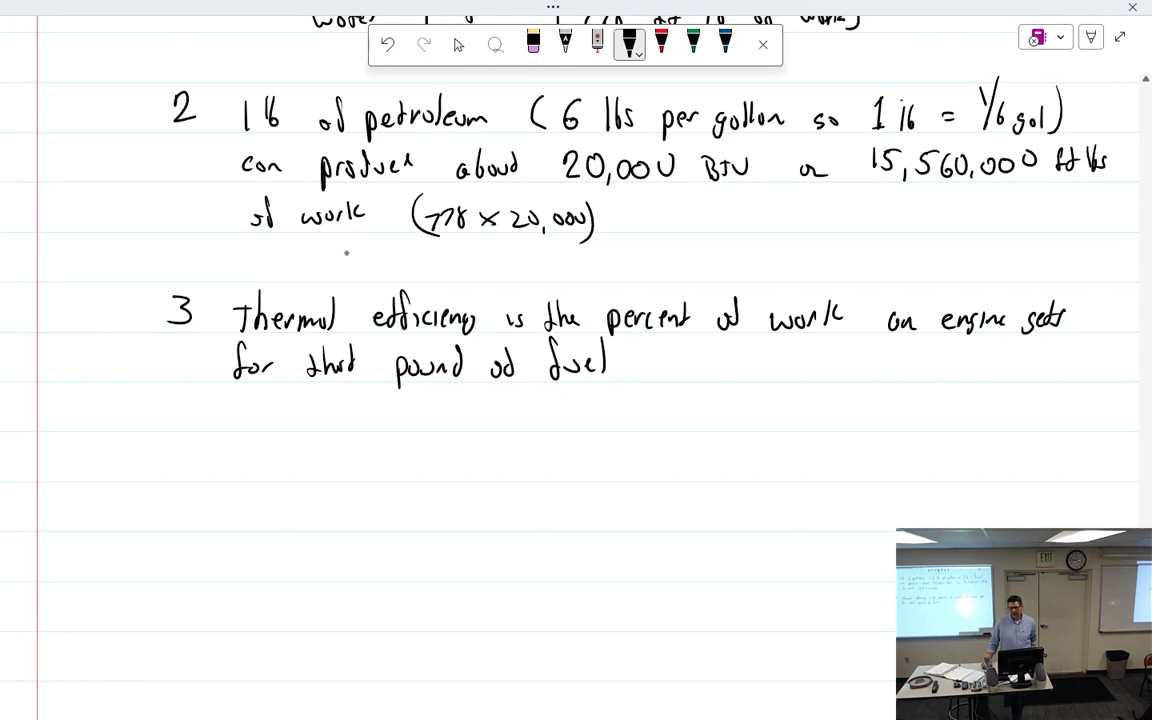 2 1 lb of petroleum (6 lbs per gallon so 1 lb = 1/6 gal)
can produce about 20,000 BTU or 15,560,000 ft lbs
of work (778 x 20,000)
3 Thermal efficiency is the percent of work an engine gets
for that pound of fuel
EXIT